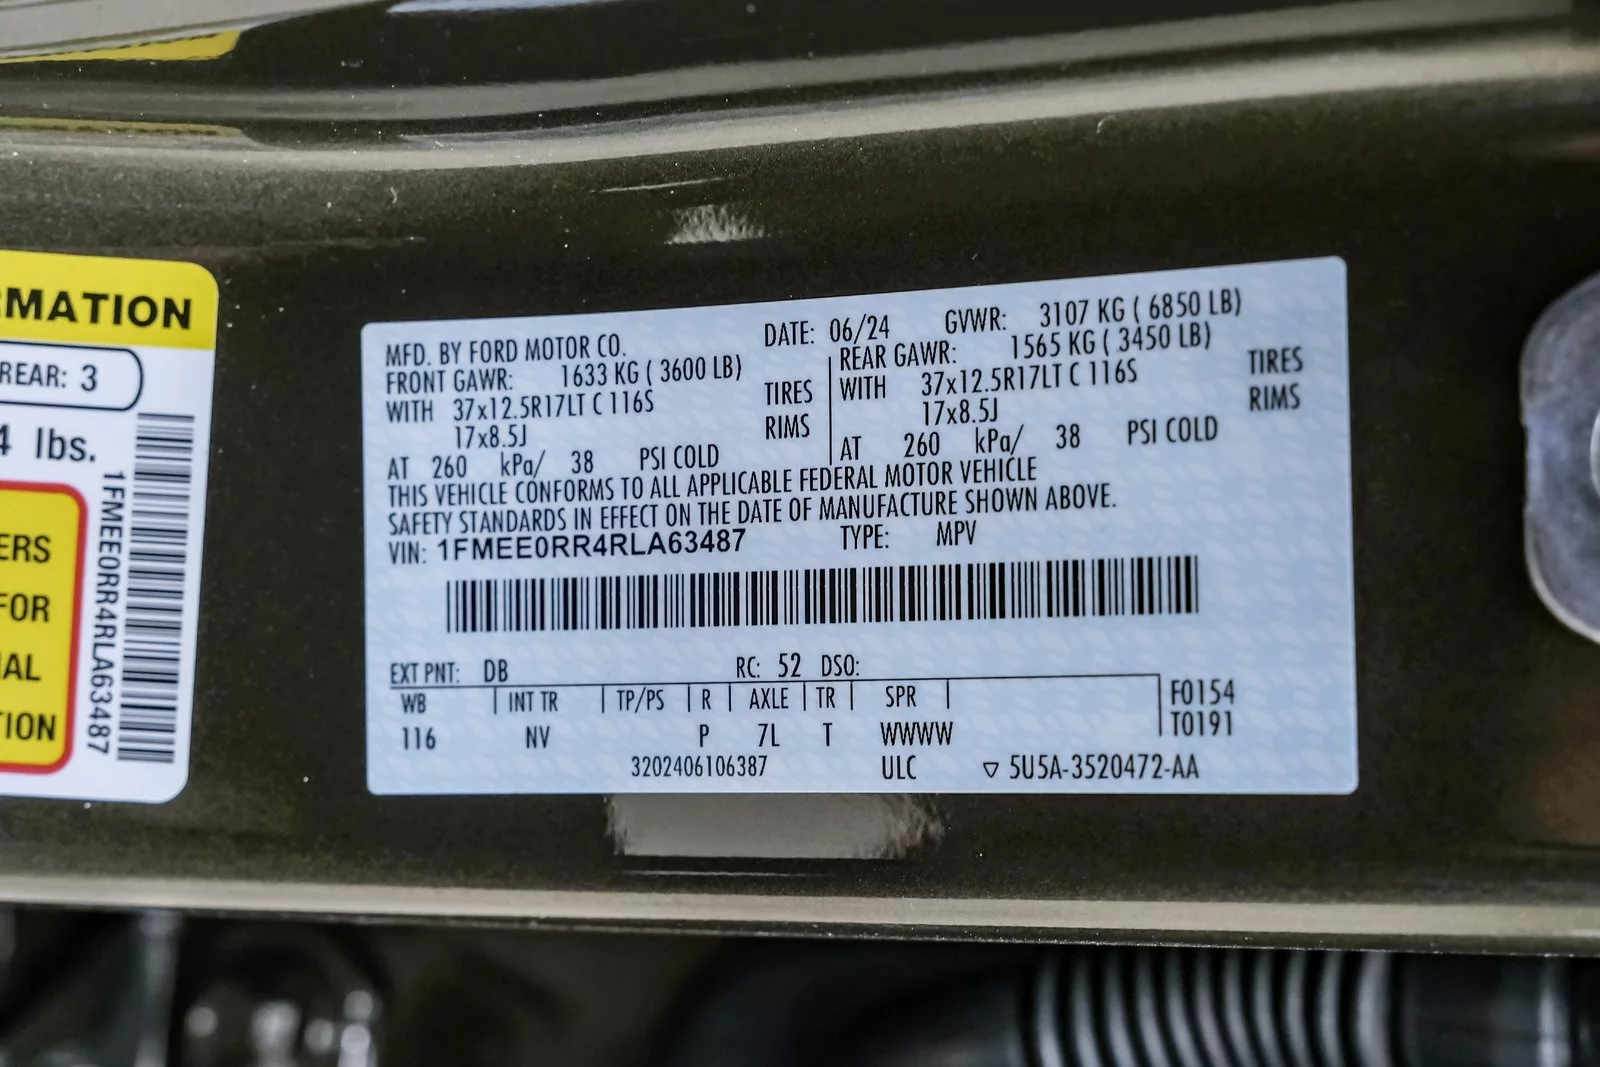 RMATION
REAR: 3
4 lbs.
1FMEE0RR4RLA63487
ERS
FOR
IAL
TION
MFD. BY FORD MOTOR CO. DATE: 06/24 GVWR: 3107 KG ( 6850 LB)
FRONT GAWR: 1633 KG ( 3600 LB) REAR GAWR: 1565 KG ( 3450 LB)
WITH 37x12.5R17LT C 116S TIRES WITH 37x12.5R17LT C 116S TIRES
17x8.5J RIMS 17x8.5J RIMS
AT 260 kPa/ 38 PSI COLD AT 260 kPa/ 38 PSI COLD
THIS VEHICLE CONFORMS TO ALL APPLICABLE FEDERAL MOTOR VEHICLE
SAFETY STANDARDS IN EFFECT ON THE DATE OF MANUFACTURE SHOWN ABOVE.
VIN: 1FMEE0RR4RLA63487 TYPE: MPV
EXT PNT: DB RC: 52 DSO:
WB INT TR TP/PS R AXLE TR SPR F0154
116 NV P 7L T WWWW T0191
3202406106387 ULC ▽ 5U5A-3520472-AA